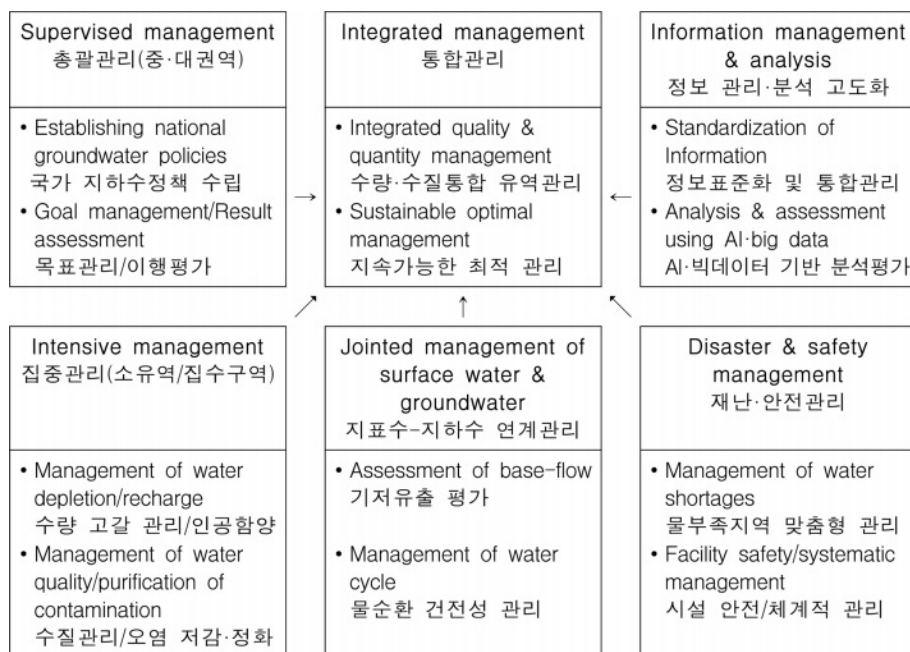 Supervised management
총괄관리(중·대권역)
• Establishing national
groundwater policies
국가 지하수정책 수립
• Goal management/Result
assessment
목표관리/이행평가
→
Integrated management
통합관리
• Integrated quality &
quantity management
수량·수질통합 유역관리
• Sustainable optimal
management
지속가능한 최적 관리
←
Information management
& analysis
정보 관리·분석 고도화
• Standardization of
Information
정보표준화 및 통합관리
• Analysis & assessment
using AI·big data
AI·빅데이터 기반 분석평가
↗
↑
↖
Intensive management
집중관리(소유역/집수구역)
• Management of water
depletion/recharge
수량 고갈 관리/인공함양
• Management of water
quality/purification of
contamination
수질관리/오염 저감·정화
Jointed management of
surface water &
groundwater
지표수-지하수 연계관리
• Assessment of base-flow
기저유출 평가
• Management of water
cycle
물순환 건전성 관리
Disaster & safety
management
재난·안전관리
• Management of water
shortages
물부족지역 맞춤형 관리
• Facility safety/systematic
management
시설 안전/체계적 관리